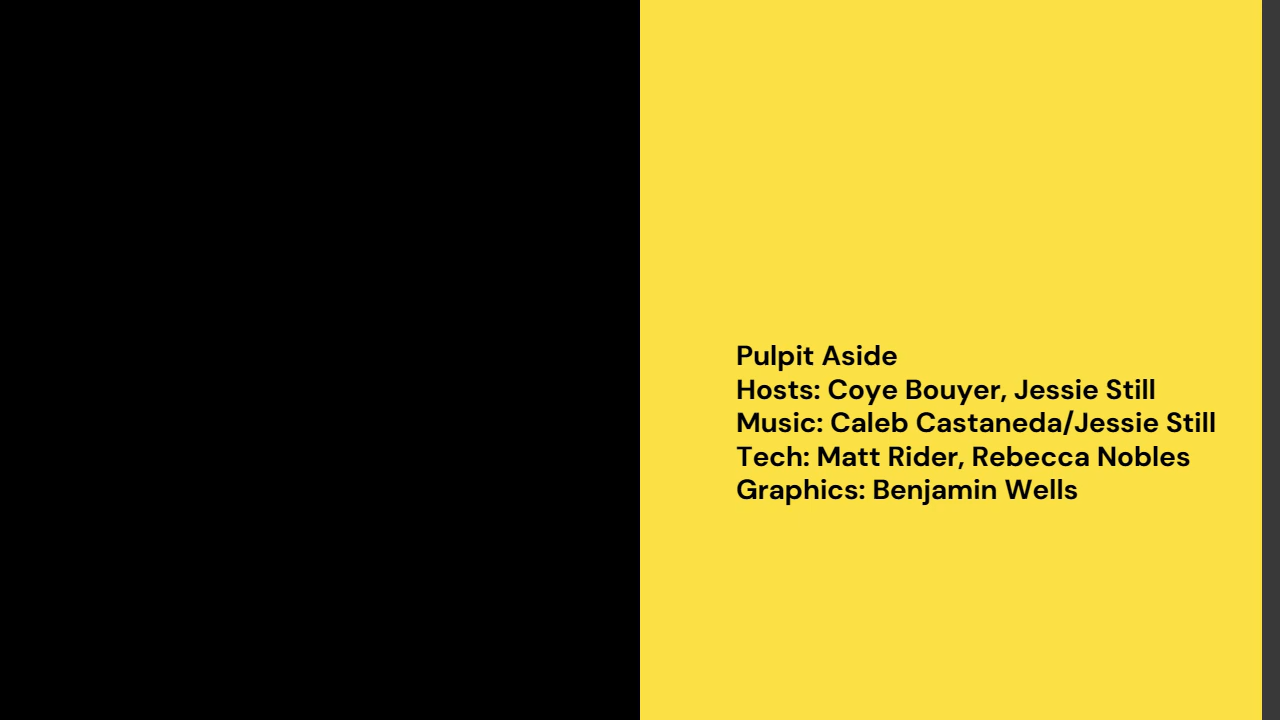 Pulpit Aside
Hosts: Coye Bouyer, Jessie Still
Music: Caleb Castaneda/Jessie Still
Tech: Matt Rider, Rebecca Nobles
Graphics: Benjamin Wells